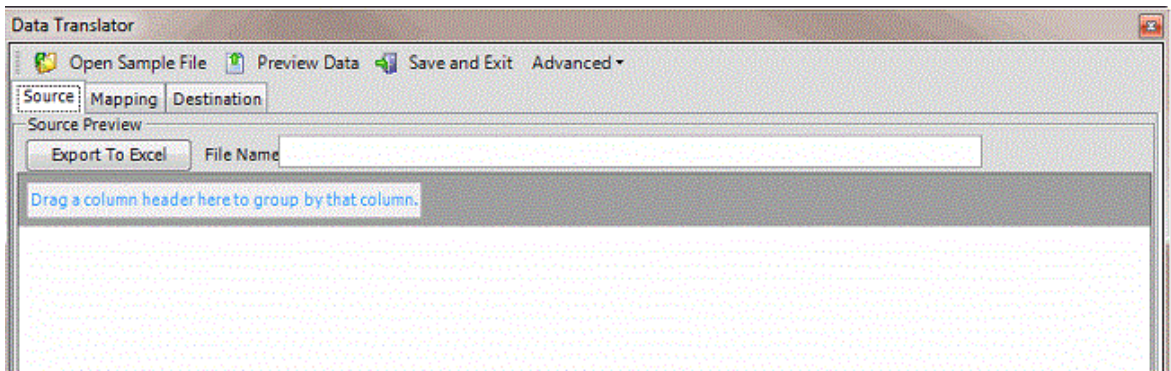 Data Translator
Open Sample File Preview Data Save and Exit Advanced
Source Mapping Destination
Source Preview
Export To Excel File Name
Drag a column header here to group by that column.